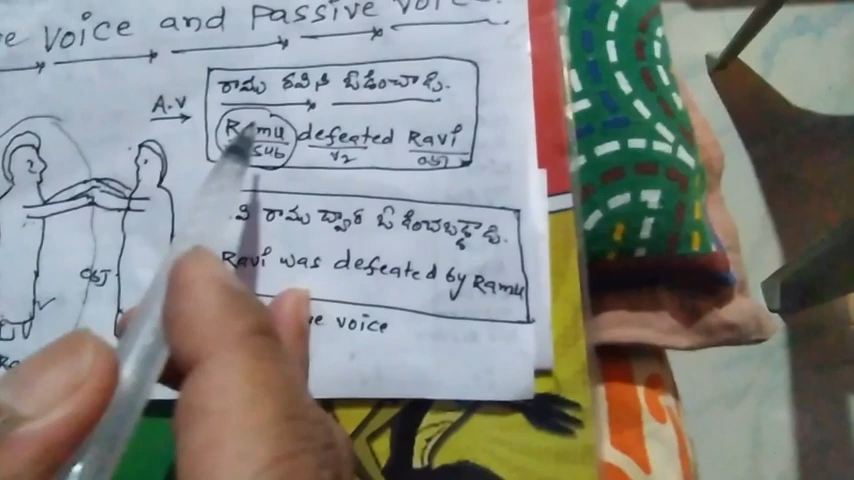 Voice and Passive Voice.
రాము రవిని ఓడించాడు.
A.V
Ramu defeated Ravi
Sub V2 obj
వి రాము ద్వారా ఓడించబడ్డాడు.
Ravi was defeated by Ramu
obj
voice